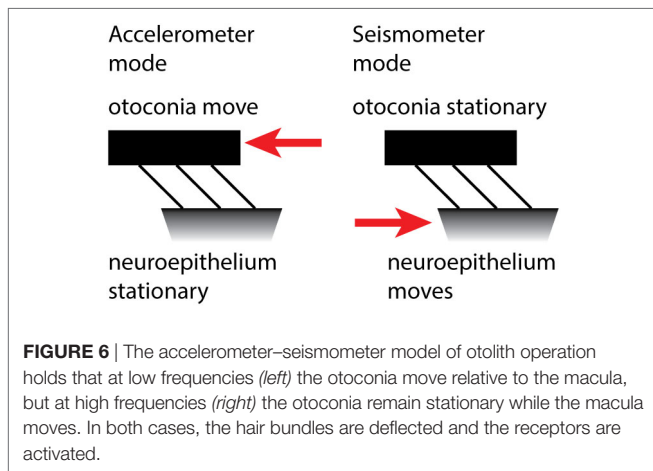 Accelerometer
mode
otoconia move
neuroepithelium
stationary
Seismometer
mode
otoconia stationary
neuroepithelium
moves
FIGURE 6 | The accelerometer–seismometer model of otolith operation
holds that at low frequencies (left) the otoconia move relative to the macula,
but at high frequencies (right) the otoconia remain stationary while the macula
moves. In both cases, the hair bundles are deflected and the receptors are
activated.